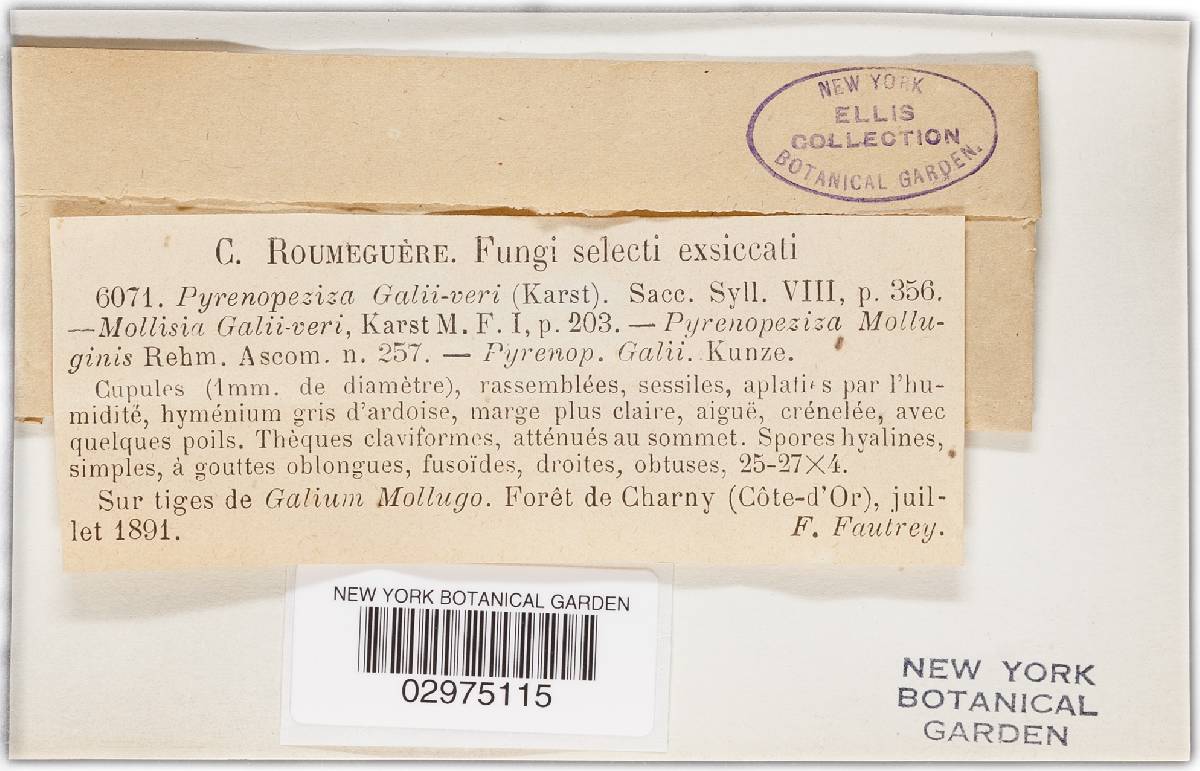 NEW YORK
ELLIS
COLLECTION
BOTANICAL GARDEN.
C. ROUMEGUÈRE. Fungi selecti exsiccati
6071. Pyrenopeziza Galii-veri (Karst). Sacc. Syll. VIII, p. 356.
—Mollisia Galii-veri, Karst M. F. I, p. 203. — Pyrenopeziza Mollu-
ginis Rehm. Ascom. n. 257. — Pyrenop. Galii. Kunze.
Cupules (1mm. de diamètre), rassemblées, sessiles, aplaties par l'hu-
midité, hyménium gris d'ardoise, marge plus claire, aiguë, crénelée, avec
quelques poils. Thèques claviformes, atténués au sommet. Spores hyalines,
simples, à gouttes oblongues, fusoïdes, droites, obtuses, 25-27×4.
Sur tiges de Galium Mollugo. Forêt de Charny (Côte-d'Or), juil-
let 1891. F. Fautrey.
NEW YORK BOTANICAL GARDEN
02975115
NEW YORK
BOTANICAL
GARDEN